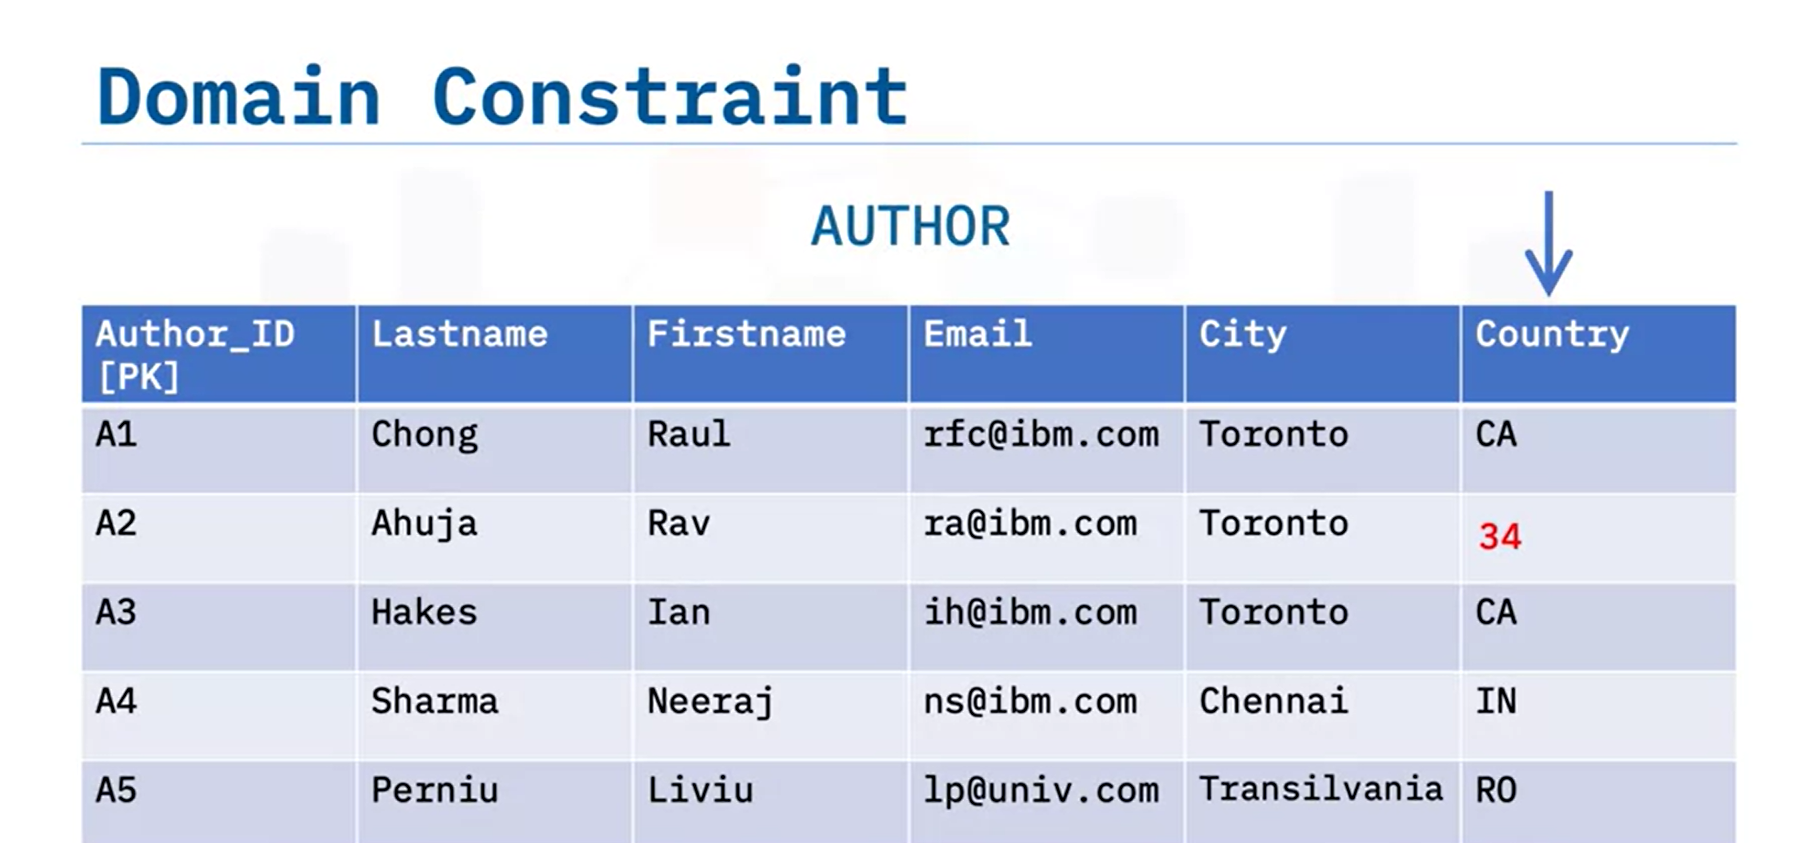 Domain Constraint
AUTHOR
Author_ID Lastname Firstname Email City Country
[PK]
A1 Chong Raul rfc@ibm.com Toronto CA
A2 Ahuja Rav ra@ibm.com Toronto 34
A3 Hakes Ian ih@ibm.com Toronto CA
A4 Sharma Neeraj ns@ibm.com Chennai IN
A5 Perniu Liviu lp@univ.com Transilvania RO